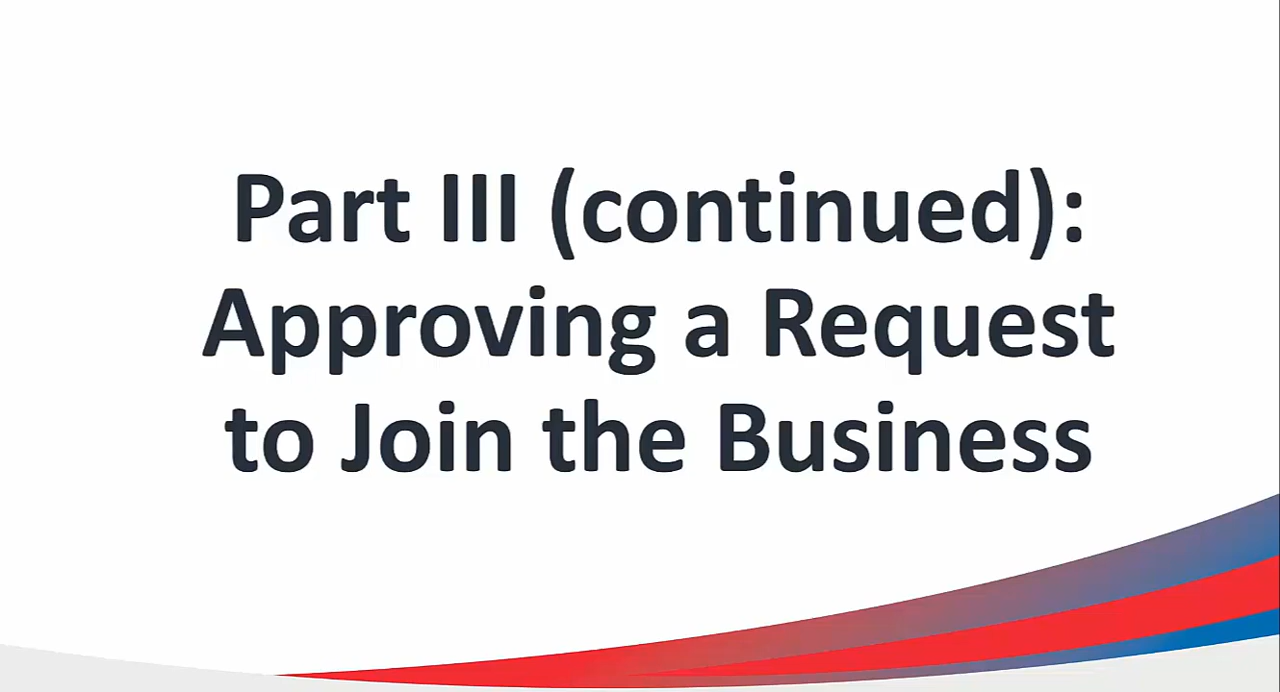 Part III (continued):
Approving a Request
to Join the Business